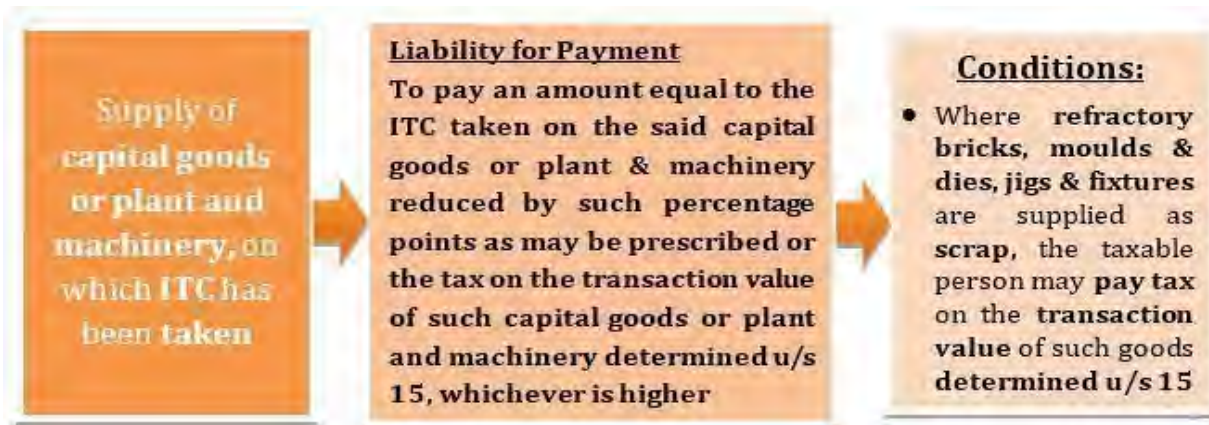 Supply of
capital goods
or plant and
machinery, on
which ITC has
been taken
Liability for Payment
To pay an amount equal to the
ITC taken on the said capital
goods or plant & machinery
reduced by such percentage
points as may be prescribed or
the tax on the transaction value
of such capital goods or plant
and machinery determined u/s
15, whichever is higher
Conditions:
• Where refractory
bricks, moulds &
dies, jigs & fixtures
are supplied as
scrap, the taxable
person may pay tax
on the transaction
value of such goods
determined u/s 15